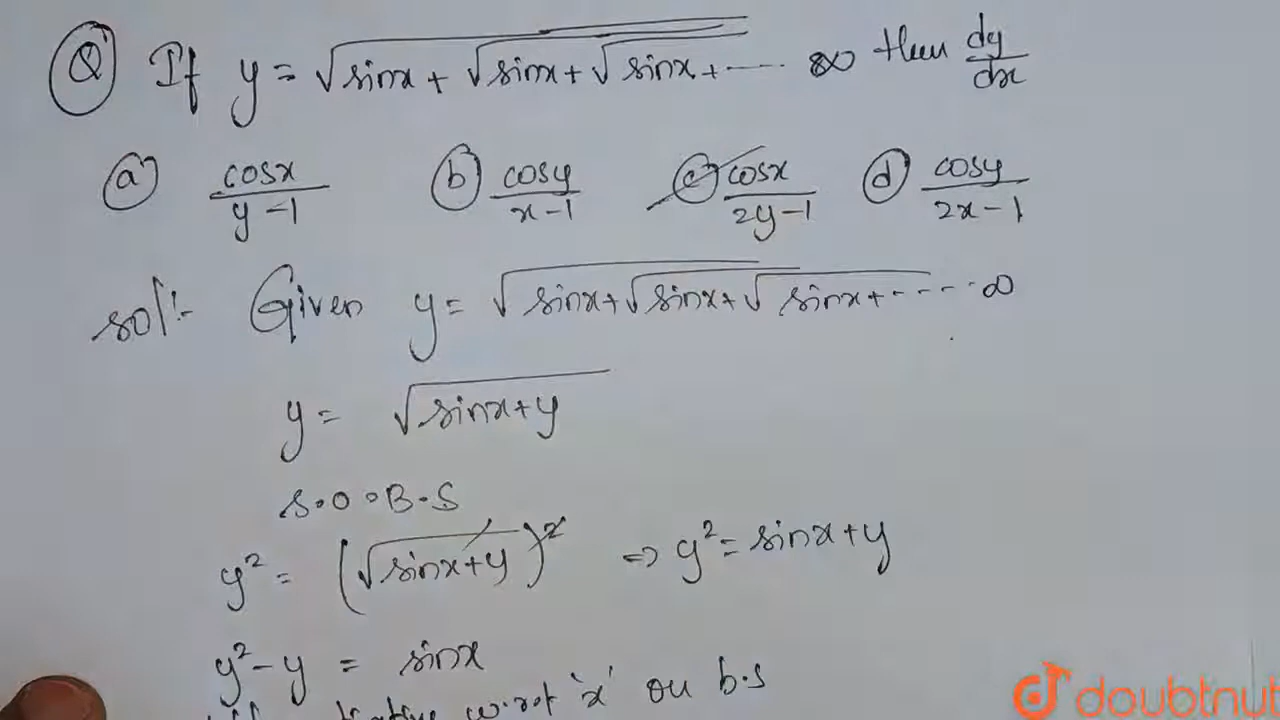 Q If y = √sinx + √sinx + √sinx + ---- ∞ then dy/dx
a) cosx/y-1 b) cosy/x-1 c) cosx/2y-1 d) cosy/2x-1
sol:- Given y = √sinx + √sinx + √sinx + ----- ∞
y = √sinx+y
S.O.B.S
y² = (√sinx+y)² => y² = sinx+y
y² - y = sinx
w.r.t 'x' on b.s
doubtnut